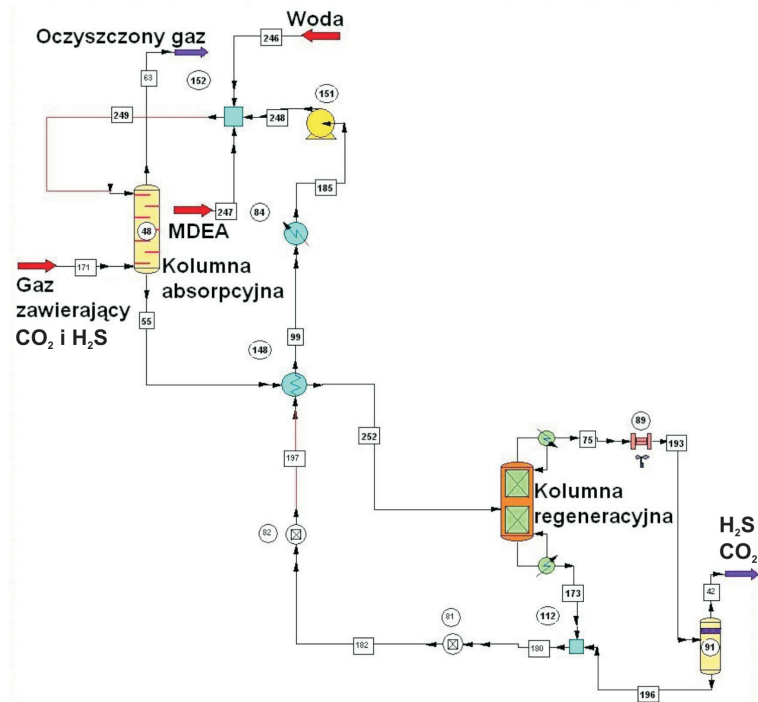 Woda
246
Oczyszczony gaz
63
152
151
249
248
185
247
84
48
MDEA
171
Kolumna
absorpcyjna
Gaz
zawierający
CO₂ i H₂S
55
99
148
252
75
89
193
197
Kolumna
regeneracyjna
82
H₂S
CO₂
42
173
112
81
182
180
91
196